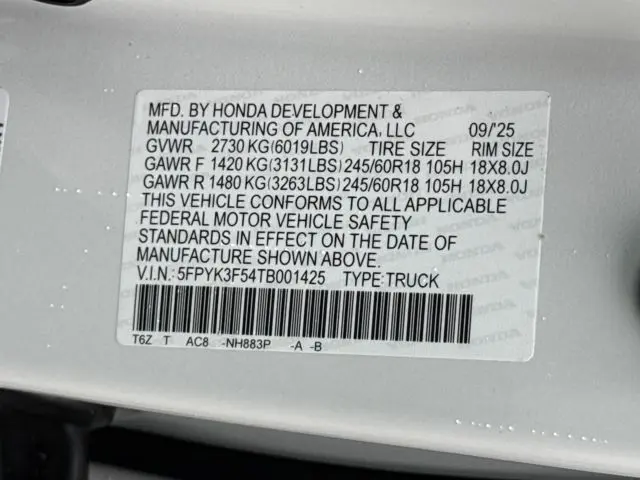 MFD. BY HONDA DEVELOPMENT &
MANUFACTURING OF AMERICA, LLC 09/'25
GVWR 2730 KG(6019LBS) TIRE SIZE RIM SIZE
GAWR F 1420 KG(3131LBS) 245/60R18 105H 18X8.0J
GAWR R 1480 KG(3263LBS) 245/60R18 105H 18X8.0J
THIS VEHICLE CONFORMS TO ALL APPLICABLE
FEDERAL MOTOR VEHICLE SAFETY
STANDARDS IN EFFECT ON THE DATE OF
MANUFACTURE SHOWN ABOVE.
V.I.N.: 5FPYK3F54TB001425 TYPE: TRUCK
T6Z T AC8 -NH883P -A -B